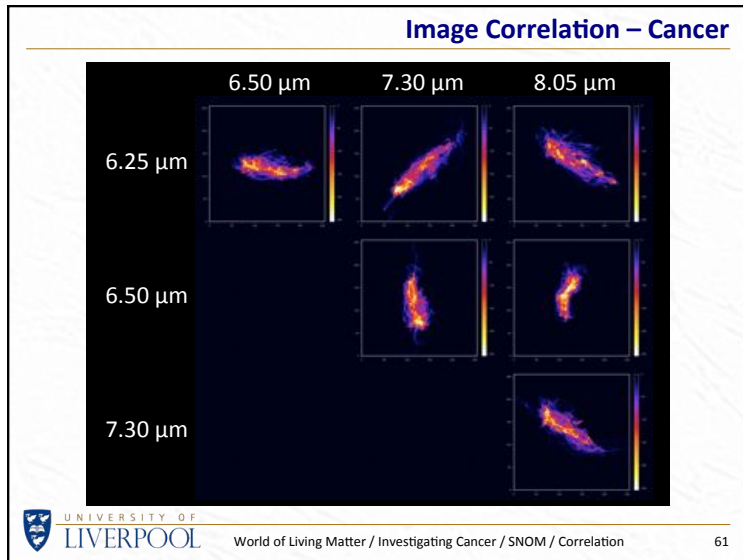 Image Correlation – Cancer
6.50 µm 7.30 µm 8.05 µm
6.25 µm
6.50 µm
7.30 µm
UNIVERSITY OF
LIVERPOOL
World of Living Matter / Investigating Cancer / SNOM / Correlation 61